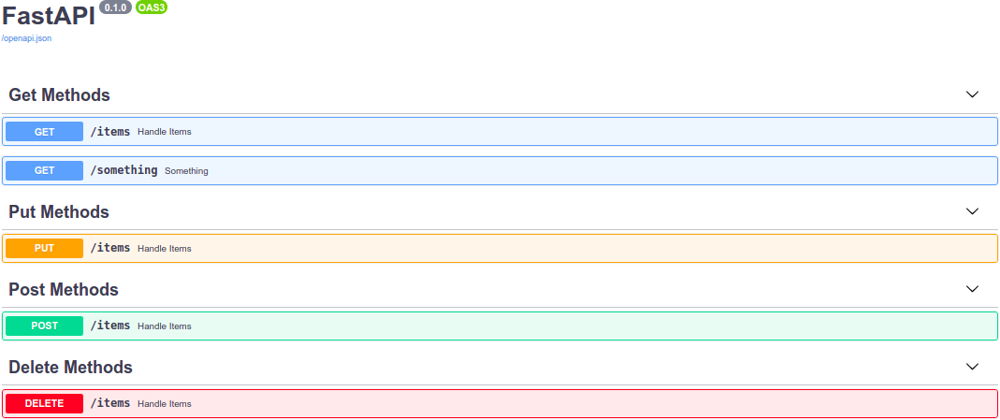 FastAPI 0.1.0 OAS3
/openapi.json
Get Methods
GET /items Handle Items
GET /something Something
Put Methods
PUT /items Handle Items
Post Methods
POST /items Handle Items
Delete Methods
DELETE /items Handle Items